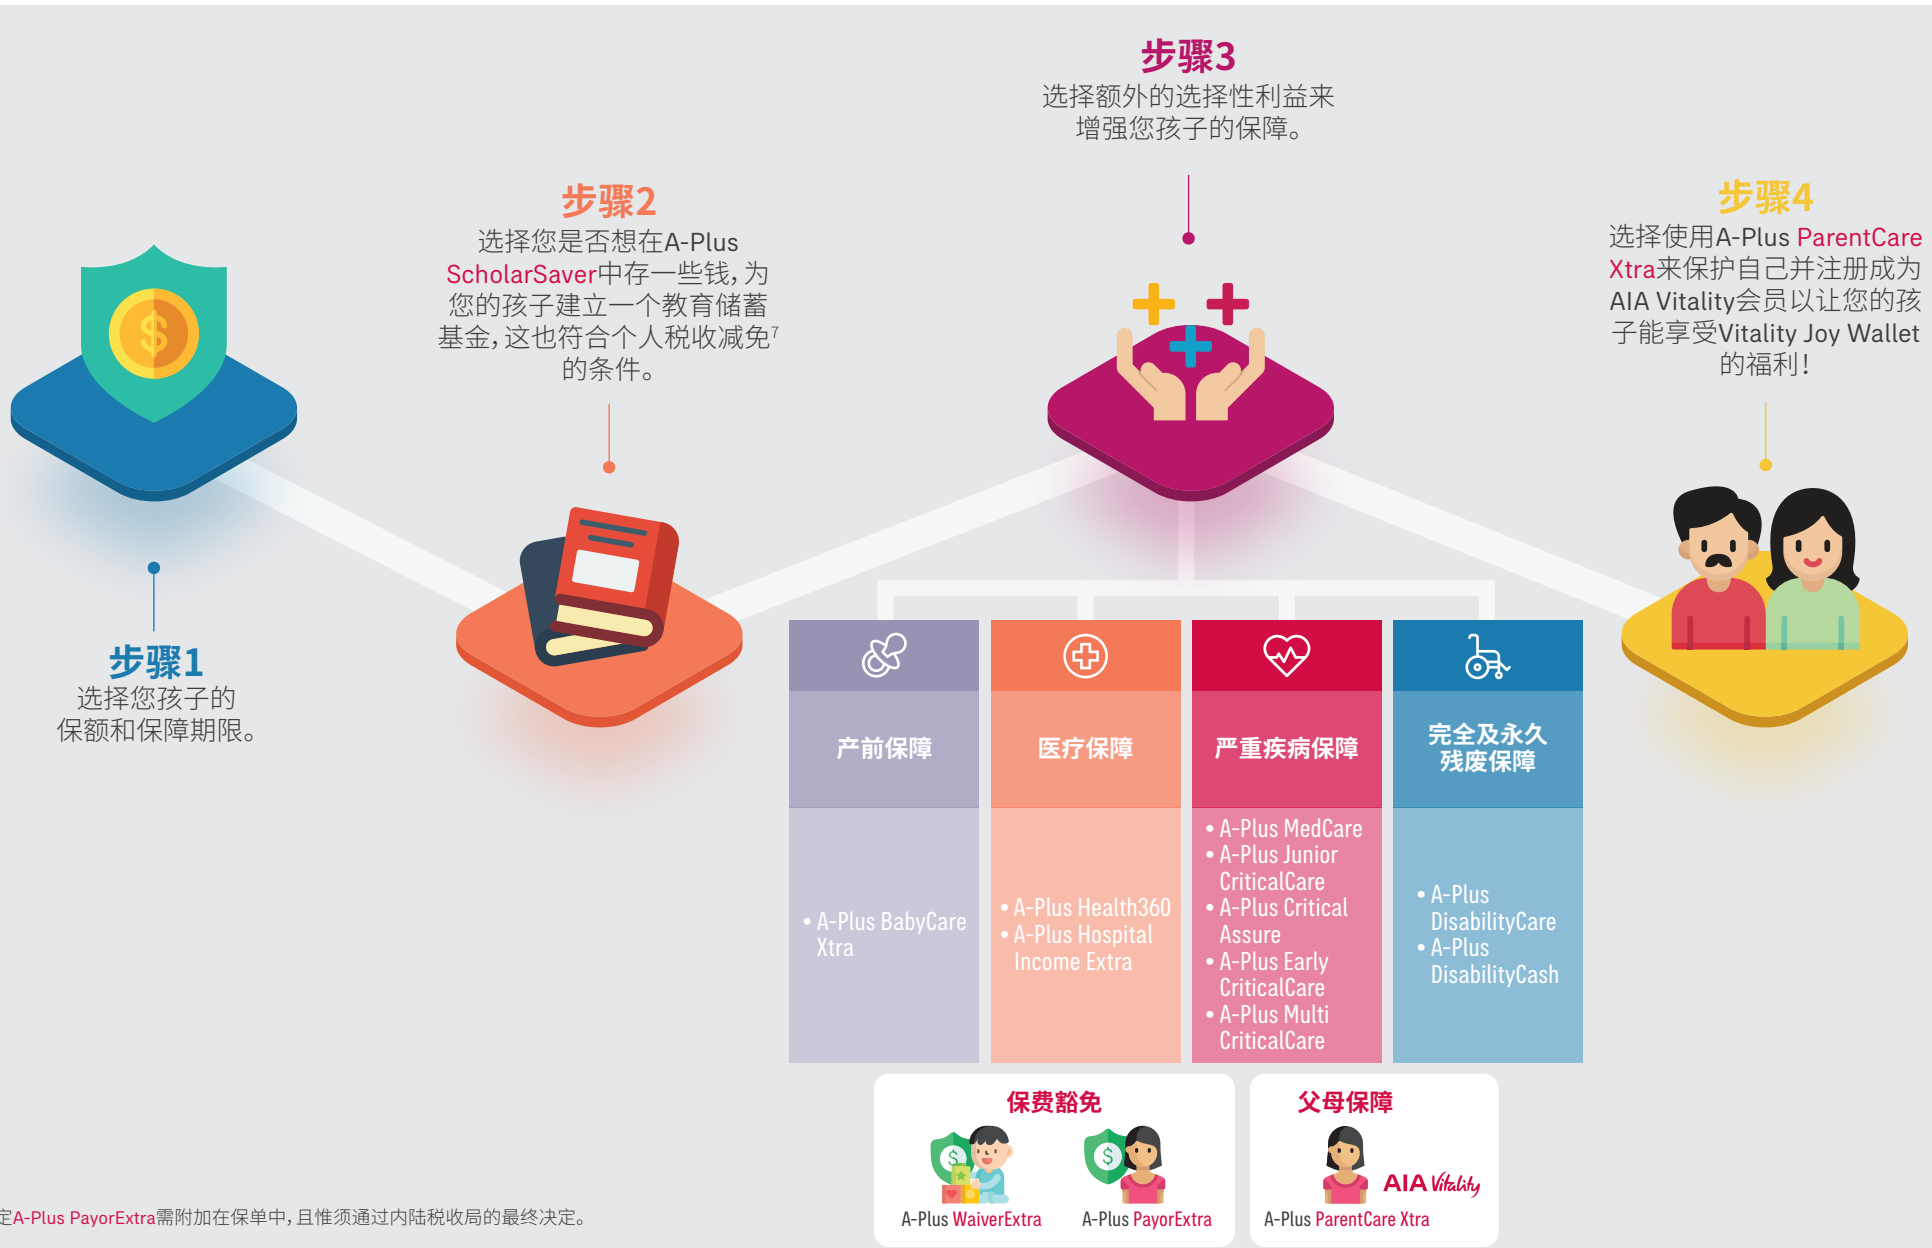 步骤1
选择您孩子的
保额和保障期限。
步骤2
选择您是否想在A-Plus
ScholarSaver中存一些钱，为
您的孩子建立一个教育储蓄
基金，这也符合个人税收减免7
的条件。
步骤3
选择额外的选择性利益来
增强您孩子的保障。
步骤4
选择使用A-Plus ParentCare
Xtra来保护自己并注册成为
AIA Vitality会员以让您的孩
子能享受Vitality Joy Wallet
的福利！
产前保障
• A-Plus BabyCare
Xtra
医疗保障
• A-Plus Health360
• A-Plus Hospital
Income Extra
严重疾病保障
• A-Plus MedCare
• A-Plus Junior
CriticalCare
• A-Plus Critical
Assure
• A-Plus Early
CriticalCare
• A-Plus Multi
CriticalCare
完全及永久
残废保障
• A-Plus
DisabilityCare
• A-Plus
DisabilityCash
保费豁免
A-Plus WaiverExtra
A-Plus PayorExtra
父母保障
AIA Vitality
A-Plus ParentCare Xtra
定A-Plus PayorExtra需附加在保单中，且惟须通过内陆税收局的最终决定。